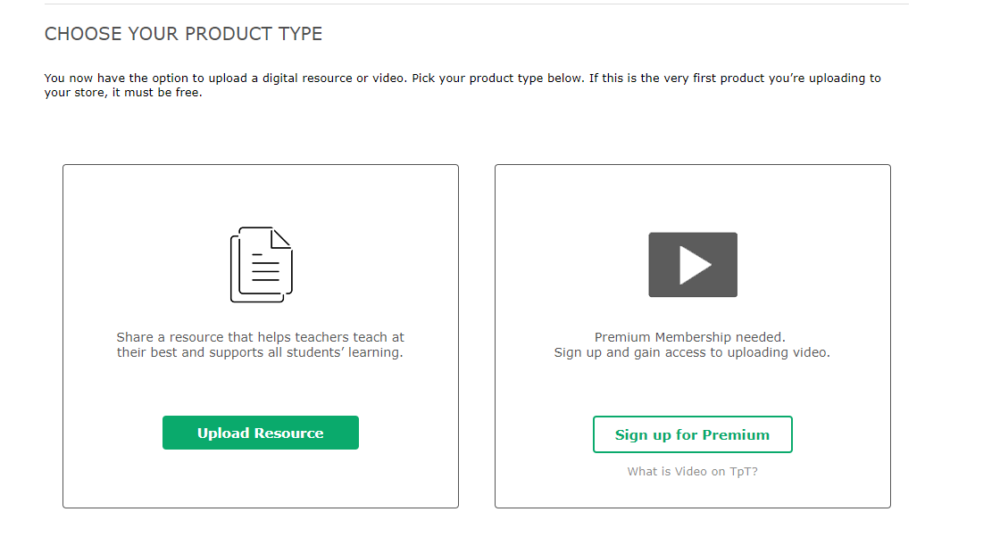 CHOOSE YOUR PRODUCT TYPE
You now have the option to upload a digital resource or video. Pick your product type below. If this is the very first product you’re uploading to
your store, it must be free.
Share a resource that helps teachers teach at
their best and supports all students’ learning.
Upload Resource
Premium Membership needed.
Sign up and gain access to uploading video.
Sign up for Premium
What is Video on TpT?